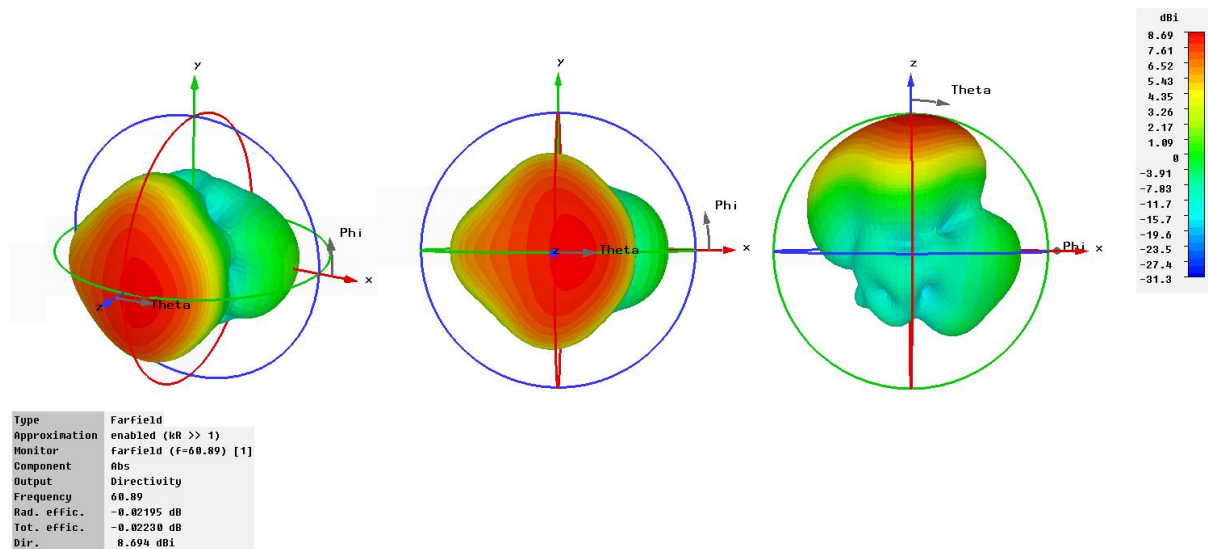 y
Phi
x
z
Theta
y
Phi
z
Theta
x
z
Theta
Phi
x
dBi
8.69
7.61
6.52
5.43
4.35
3.26
2.17
1.09
0
-3.91
-7.83
-11.7
-15.7
-19.6
-23.5
-27.4
-31.3
Type Farfield
Approximation enabled (kR >> 1)
Monitor farfield (f=60.89) [1]
Component Abs
Output Directivity
Frequency 60.89
Rad. effic. -0.02195 dB
Tot. effic. -0.02230 dB
Dir. 8.694 dBi